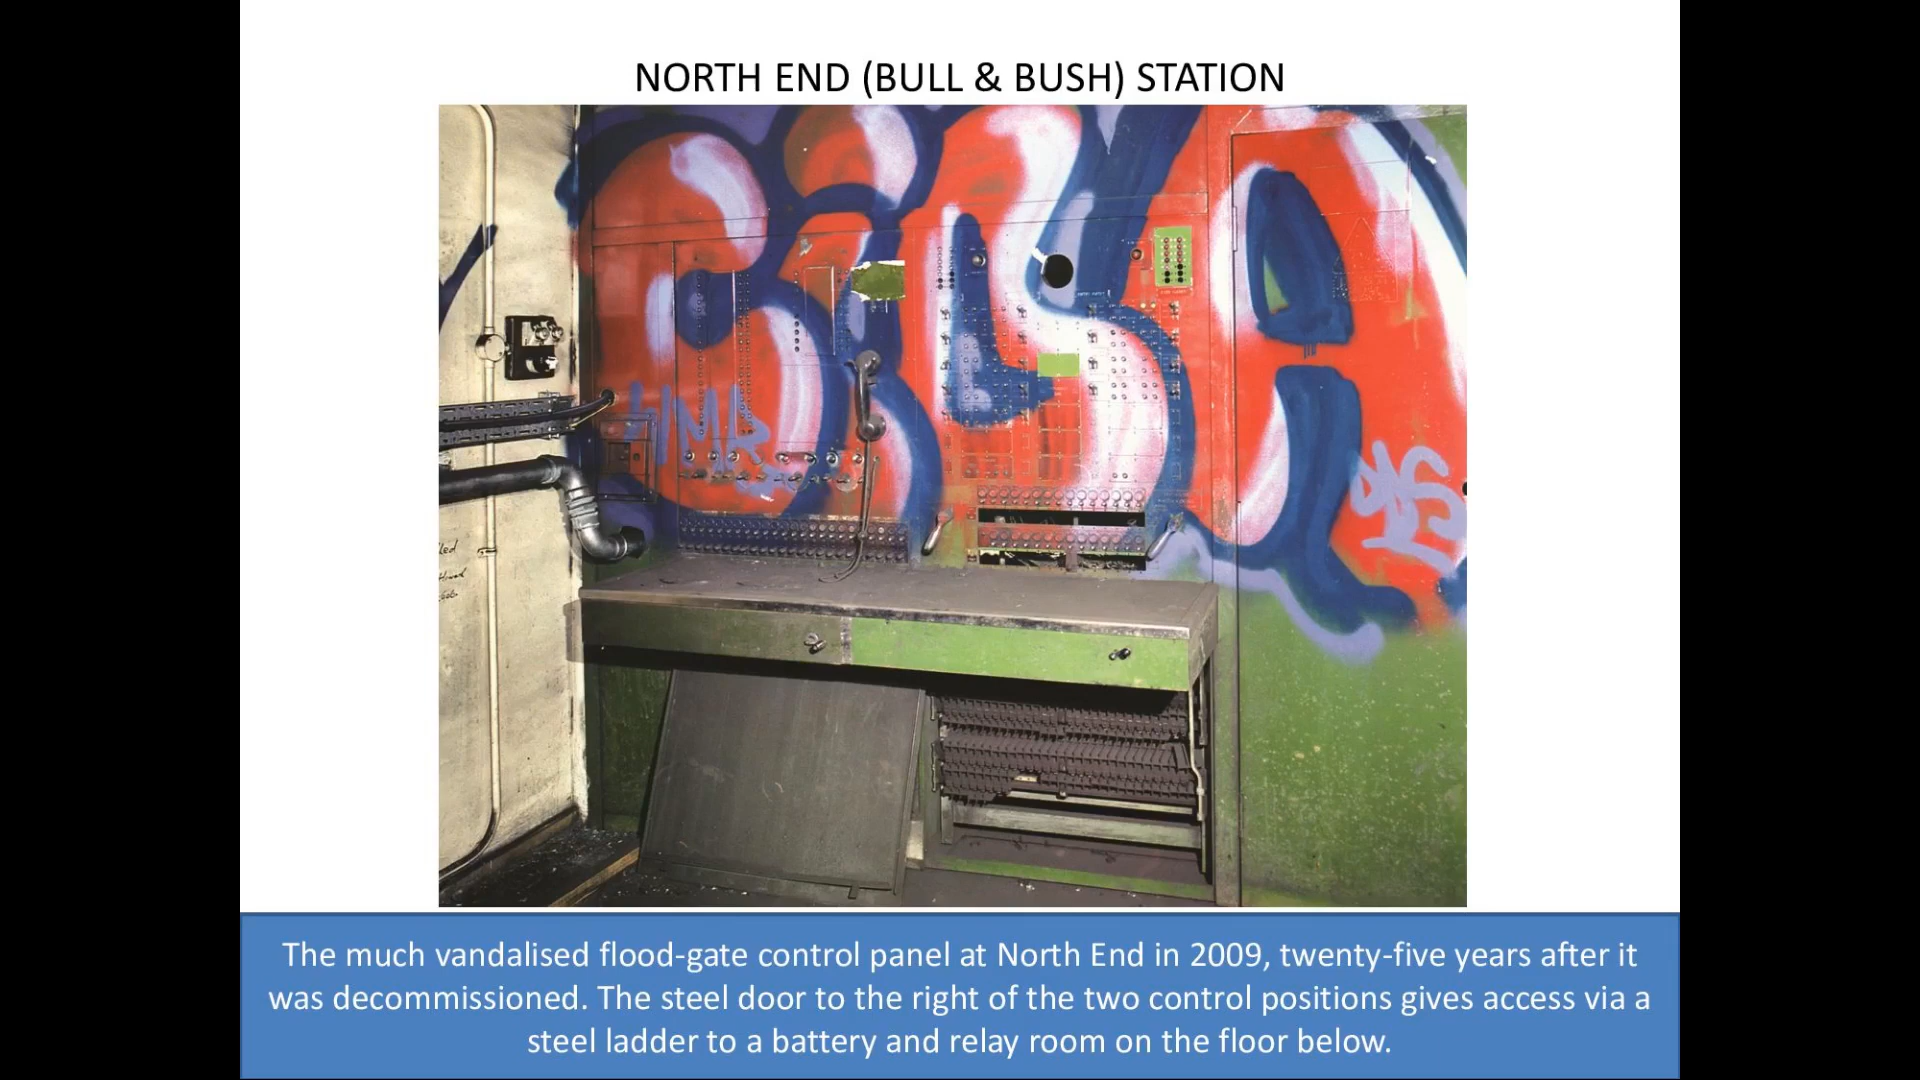 NORTH END (BULL & BUSH) STATION
The much vandalised flood-gate control panel at North End in 2009, twenty-five years after it
was decommissioned. The steel door to the right of the two control positions gives access via a
steel ladder to a battery and relay room on the floor below.